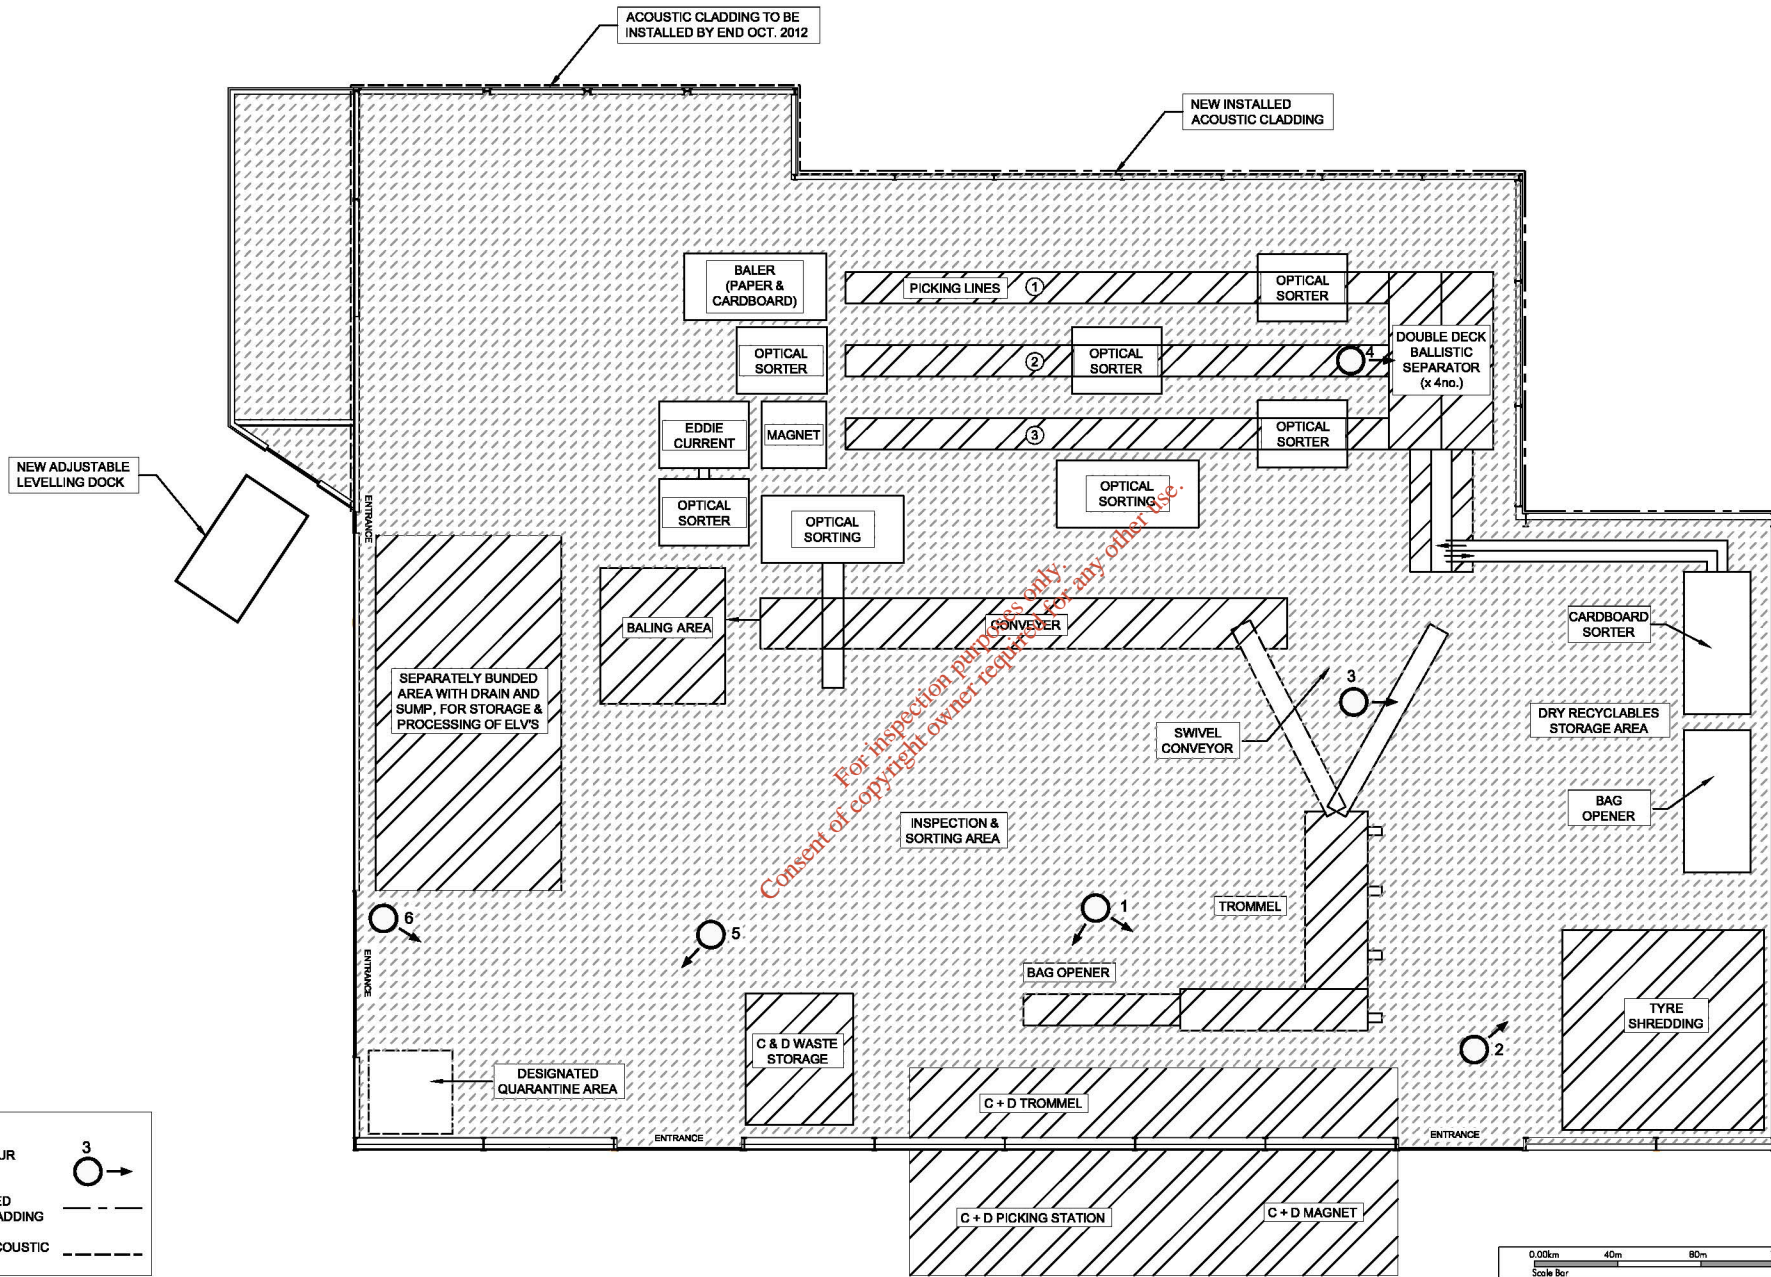 ACOUSTIC CLADDING TO BE
INSTALLED BY END OCT. 2012
NEW INSTALLED
ACOUSTIC CLADDING
BALER
(PAPER &
CARDBOARD)
PICKING LINES
1
OPTICAL
SORTER
OPTICAL
SORTER
2
OPTICAL
SORTER
4
DOUBLE DECK
BALLISTIC
SEPARATOR
(x 4no.)
EDDIE
CURRENT
MAGNET
3
OPTICAL
SORTER
NEW ADJUSTABLE
LEVELLING DOCK
ENTRANCE
OPTICAL
SORTER
OPTICAL
SORTING
OPTICAL
SORTING
BALING AREA
CONVEYER
CARDBOARD
SORTER
SEPARATELY BUNDED
AREA WITH DRAIN AND
SUMP, FOR STORAGE &
PROCESSING OF ELV'S
3
SWIVEL
CONVEYOR
DRY RECYCLABLES
STORAGE AREA
For inspection purposes only.
Consent of copyright owner required for any other use.
INSPECTION &
SORTING AREA
BAG
OPENER
TROMMEL
1
6
5
ENTRANCE
BAG OPENER
TYRE
SHREDDING
C & D WASTE
STORAGE
2
DESIGNATED
QUARANTINE AREA
C + D TROMMEL
ENTRANCE
ENTRANCE
C + D PICKING STATION
C + D MAGNET
3
UR
ED
ADDING
COUSTIC
0.00km 40m 80m
Scale Bar